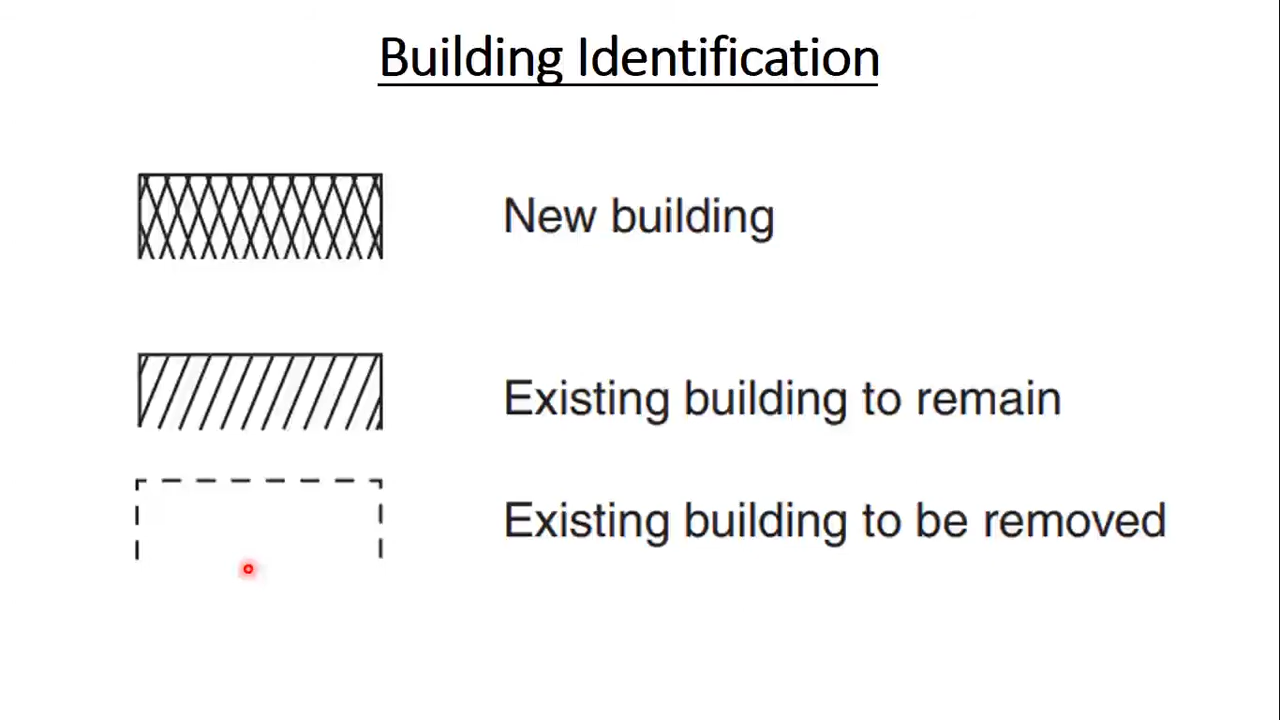 Building Identification
New building
Existing building to remain
Existing building to be removed